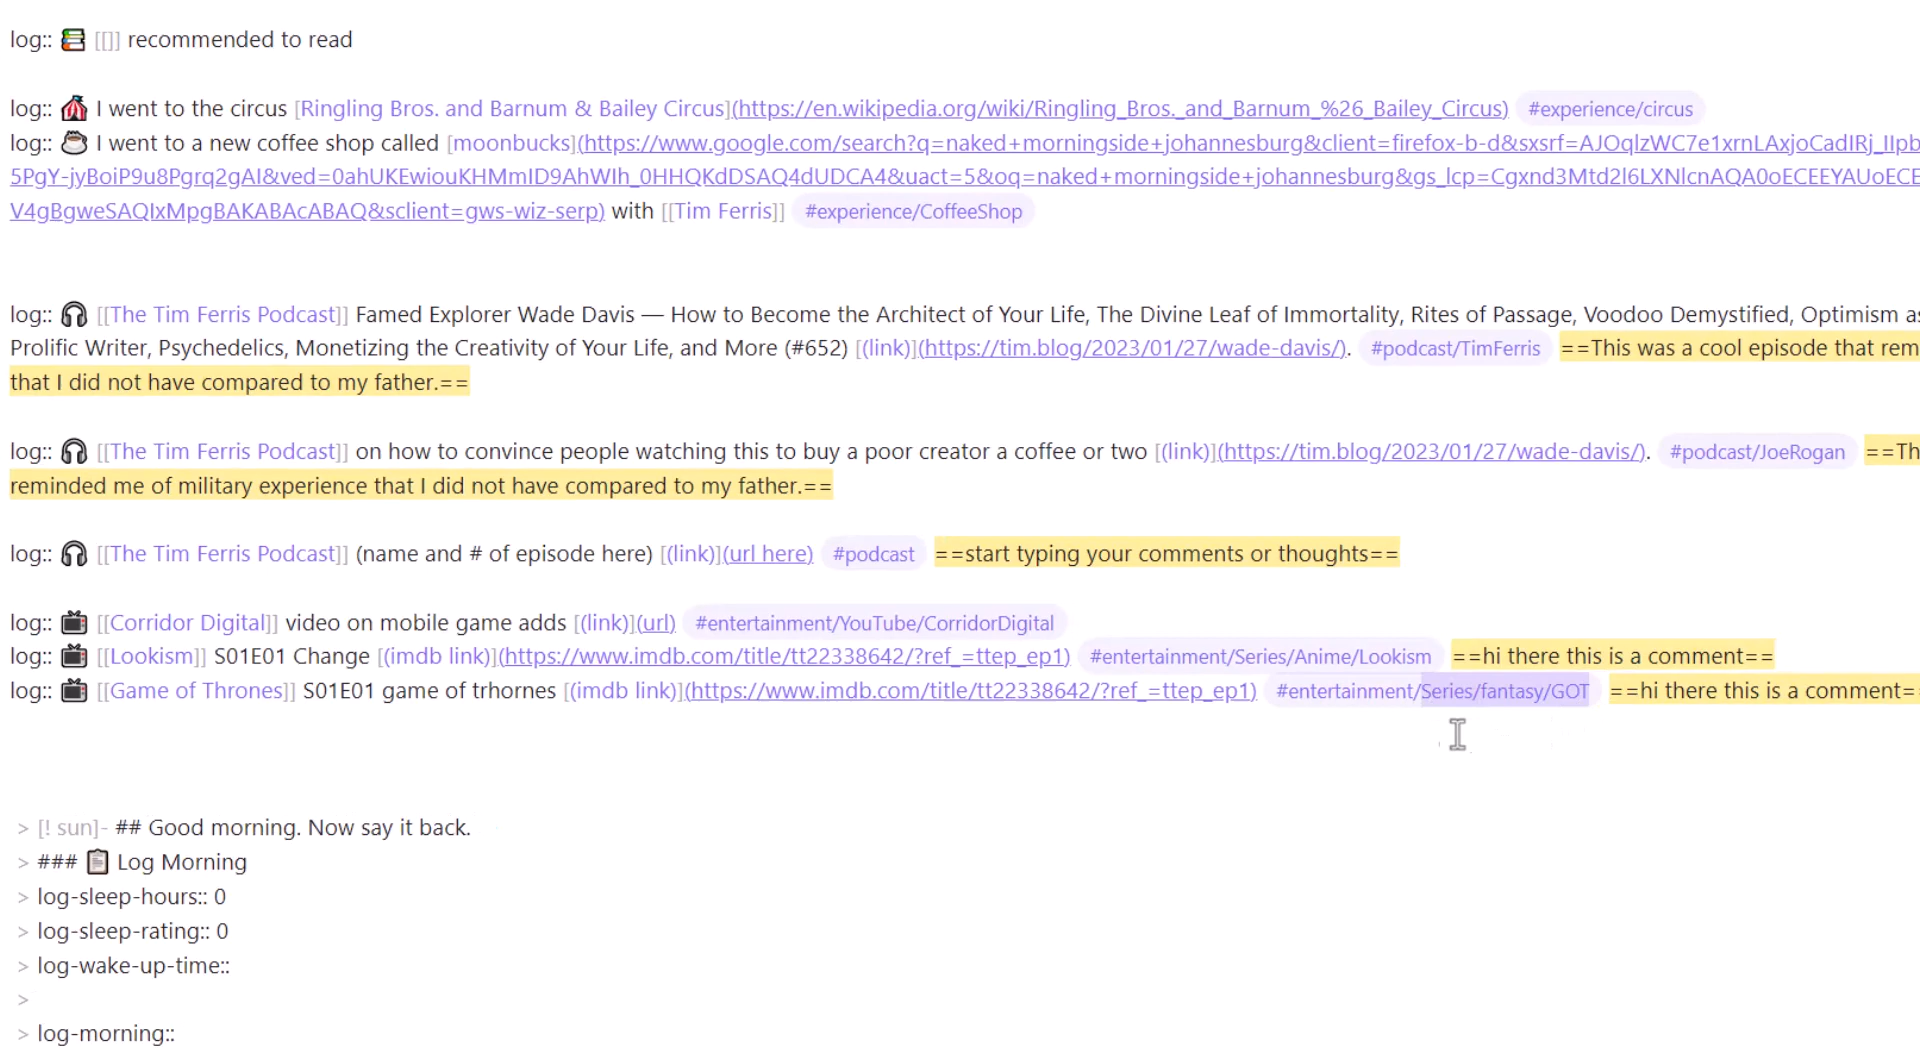 log:: 📚 [[]] recommended to read
log:: 🎪 I went to the circus [Ringling Bros. and Barnum & Bailey Circus](https://en.wikipedia.org/wiki/Ringling_Bros._and_Barnum_%26_Bailey_Circus) #experience/circus
log:: ☕ I went to a new coffee shop called [moonbucks](https://www.google.com/search?q=naked+morningside+johannesburg&client=firefox-b-d&sxsrf=AJOqlzWC7e1xrnLAxjoCadIRj_IIpb
5PgY-jyBoiP9u8Pgrq2gAI&ved=0ahUKEwiouKHMmID9AhWIh_0HHQKdDSAQ4dUDCA4&uact=5&oq=naked+morningside+johannesburg&gs_lcp=Cgxnd3Mtd2l6LXNlcnAQA0oECEEYAUoECE
V4gBgweSAQIxMpgBAKABAcABAQ&sclient=gws-wiz-serp) with [[Tim Ferris]] #experience/CoffeeShop
log:: 🎧 [[The Tim Ferris Podcast]] Famed Explorer Wade Davis — How to Become the Architect of Your Life, The Divine Leaf of Immortality, Rites of Passage, Voodoo Demystified, Optimism as
Prolific Writer, Psychedelics, Monetizing the Creativity of Your Life, and More (#652) [(link)](https://tim.blog/2023/01/27/wade-davis/). #podcast/TimFerris ==This was a cool episode that rem
that I did not have compared to my father.==
log:: 🎧 [[The Tim Ferris Podcast]] on how to convince people watching this to buy a poor creator a coffee or two [(link)](https://tim.blog/2023/01/27/wade-davis/). #podcast/JoeRogan ==Th
reminded me of military experience that I did not have compared to my father.==
log:: 🎧 [[The Tim Ferris Podcast]] (name and # of episode here) [(link)](url here) #podcast ==start typing your comments or thoughts==
log:: 📺 [[Corridor Digital]] video on mobile game adds [(link)](url) #entertainment/YouTube/CorridorDigital
log:: 📺 [[Lookism]] S01E01 Change [(imdb link)](https://www.imdb.com/title/tt22338642/?ref_=ttep_ep1) #entertainment/Series/Anime/Lookism ==hi there this is a comment==
log:: 📺 [[Game of Thrones]] S01E01 game of trhornes [(imdb link)](https://www.imdb.com/title/tt22338642/?ref_=ttep_ep1) #entertainment/Series/fantasy/GOT ==hi there this is a comment=
> [! sun]- ## Good morning. Now say it back.
> ### 📋 Log Morning
> log-sleep-hours:: 0
> log-sleep-rating:: 0
> log-wake-up-time::
>
> log-morning::